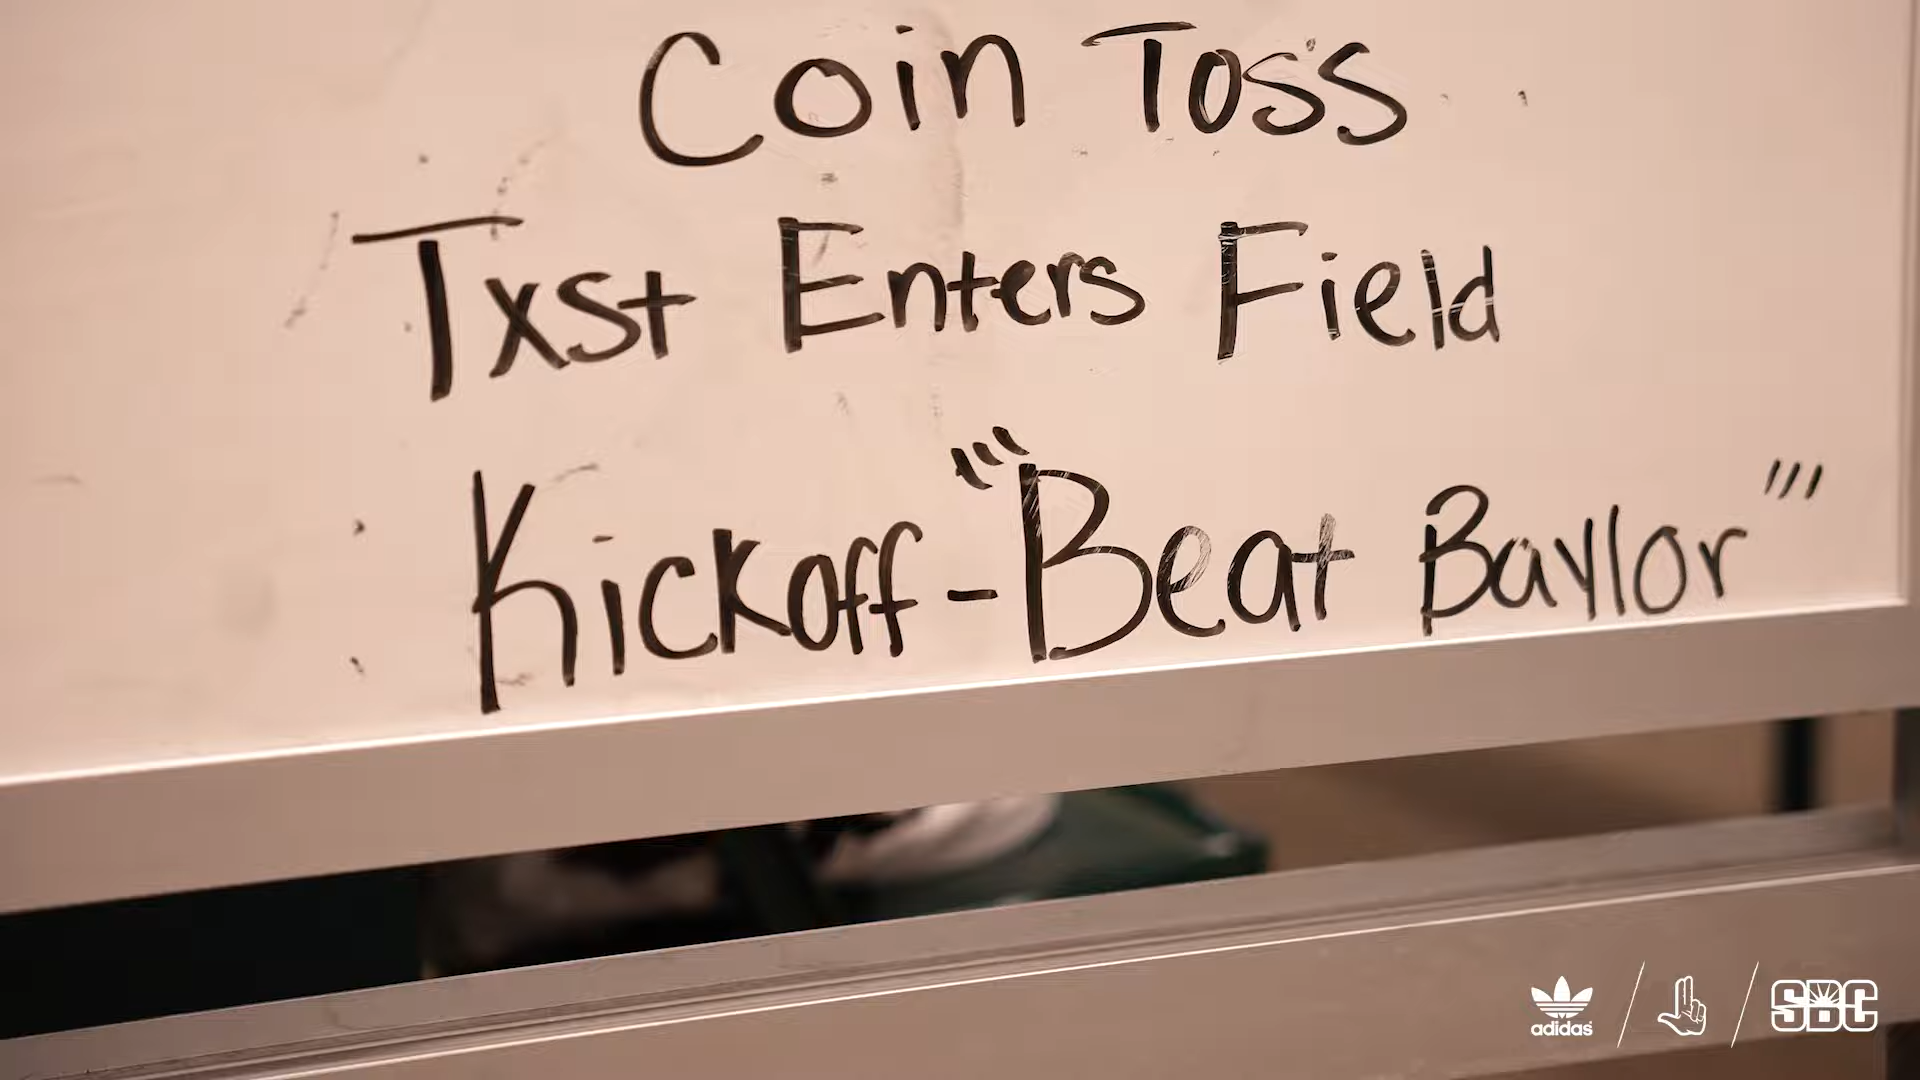 Coin Toss
Txst Enters Field
Kickoff - "'Beat Baylor"'
adidas
SBC